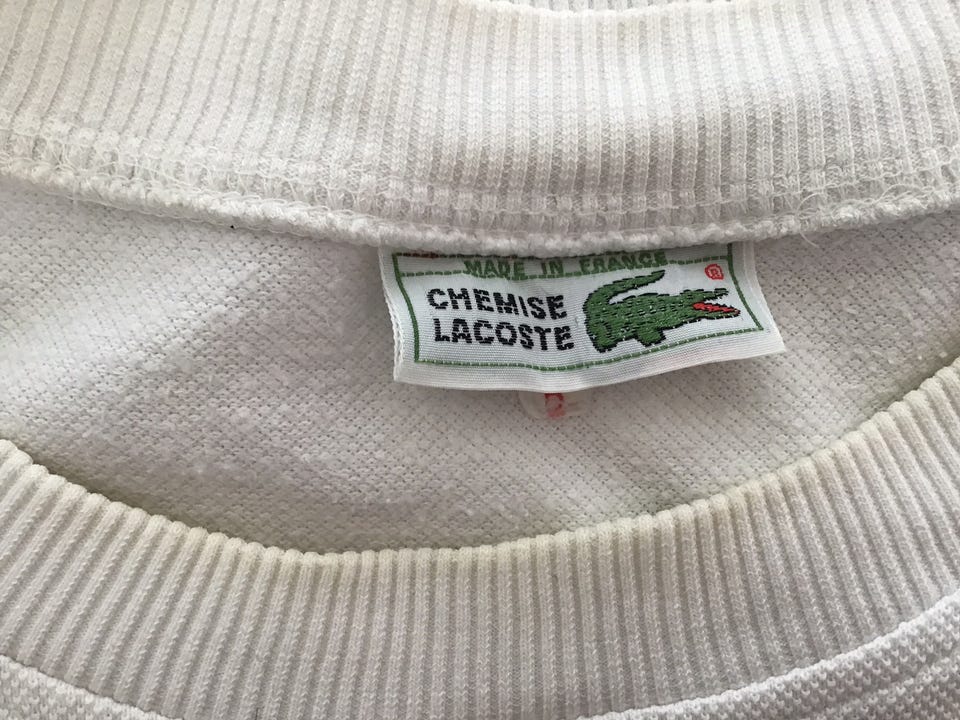 MADE IN FRANCE
CHEMISE
LACOSTE
®